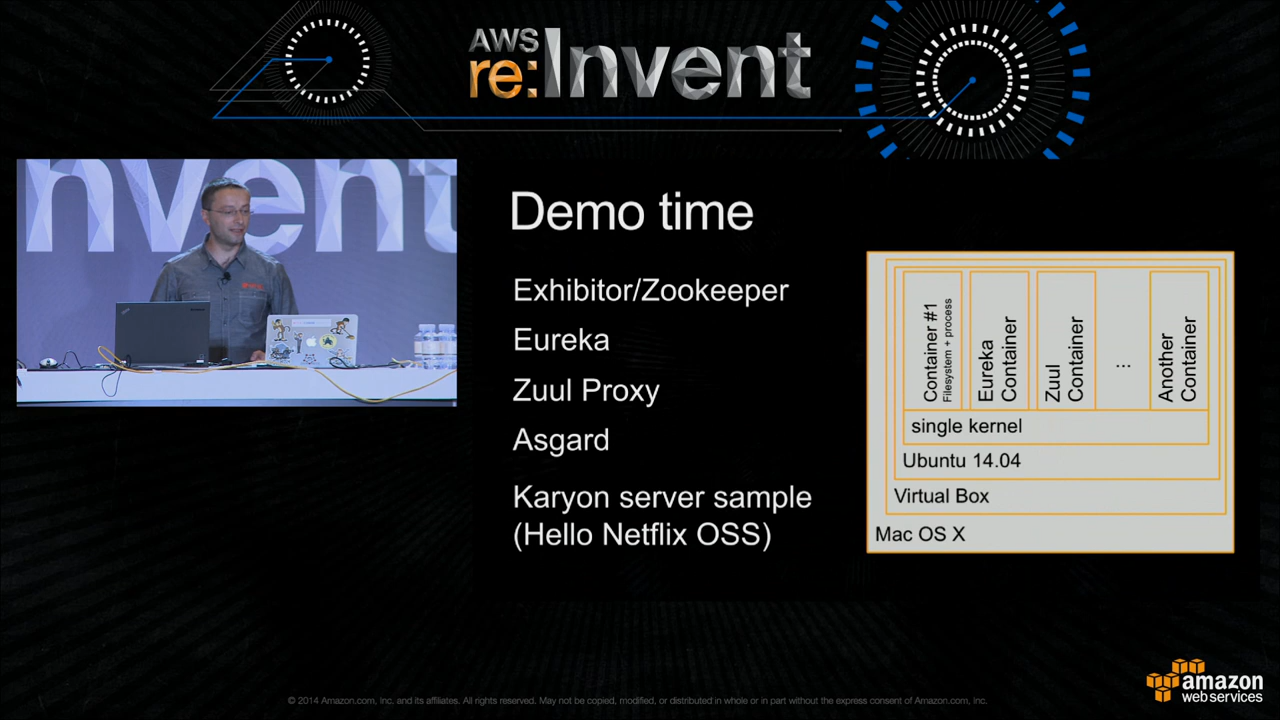 AWS
re:Invent
nvent
Demo time
Exhibitor/Zookeeper
Eureka
Zuul Proxy
Asgard
Karyon server sample
(Hello Netflix OSS)
Container #1
Filesystem + process
Eureka
Container
Zuul
Container
...
Another
Container
single kernel
Ubuntu 14.04
Virtual Box
Mac OS X
© 2014 Amazon.com, Inc. and its affiliates. All rights reserved. May not be copied, modified, or distributed in whole or in part without the express consent of Amazon.com, Inc.
amazon
web services